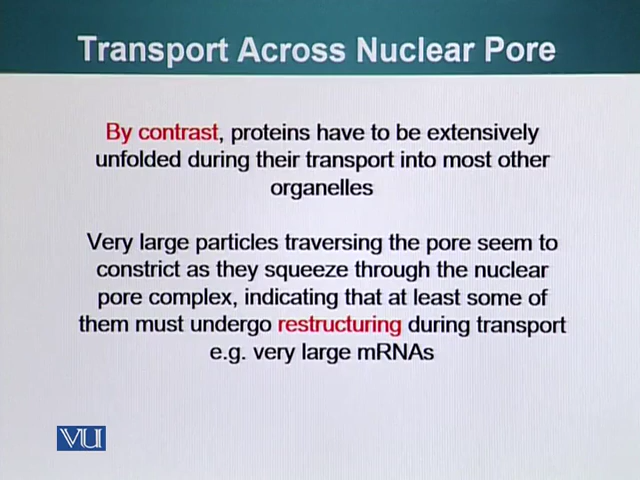 Transport Across Nuclear Pore
By contrast, proteins have to be extensively
unfolded during their transport into most other
organelles
Very large particles traversing the pore seem to
constrict as they squeeze through the nuclear
pore complex, indicating that at least some of
them must undergo restructuring during transport
e.g. very large mRNAs
VU